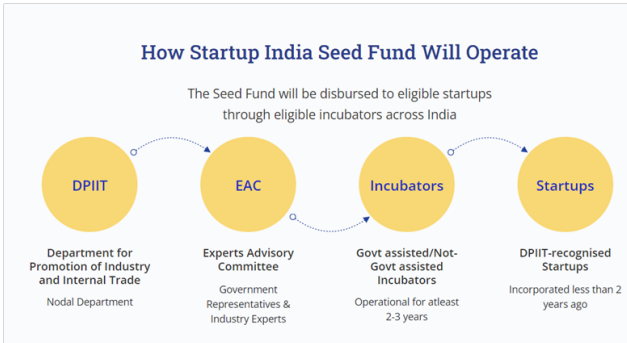 How Startup India Seed Fund Will Operate
The Seed Fund will be disbursed to eligible startups
through eligible incubators across India
DPIIT
EAC
Incubators
Startups
Department for
Promotion of Industry
and Internal Trade
Nodal Department
Experts Advisory
Committee
Government
Representatives &
Industry Experts
Govt assisted/Not-
Govt assisted
Incubators
Operational for atleast
2-3 years
DPIIT-recognised
Startups
Incorporated less than 2
years ago